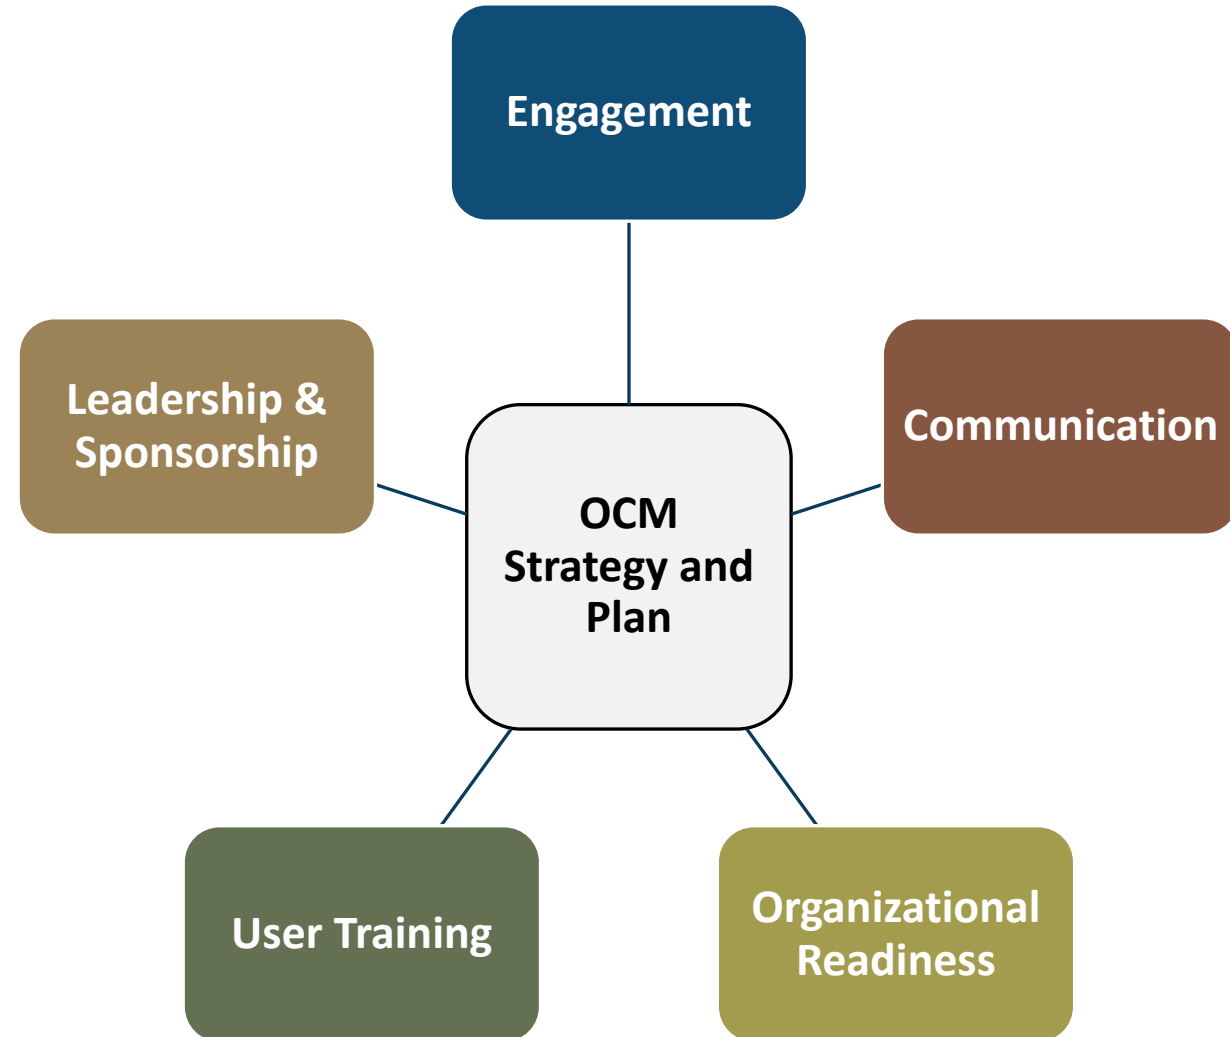 Engagement
Leadership &
Sponsorship
Communication
OCM
Strategy and
Plan
User Training
Organizational
Readiness